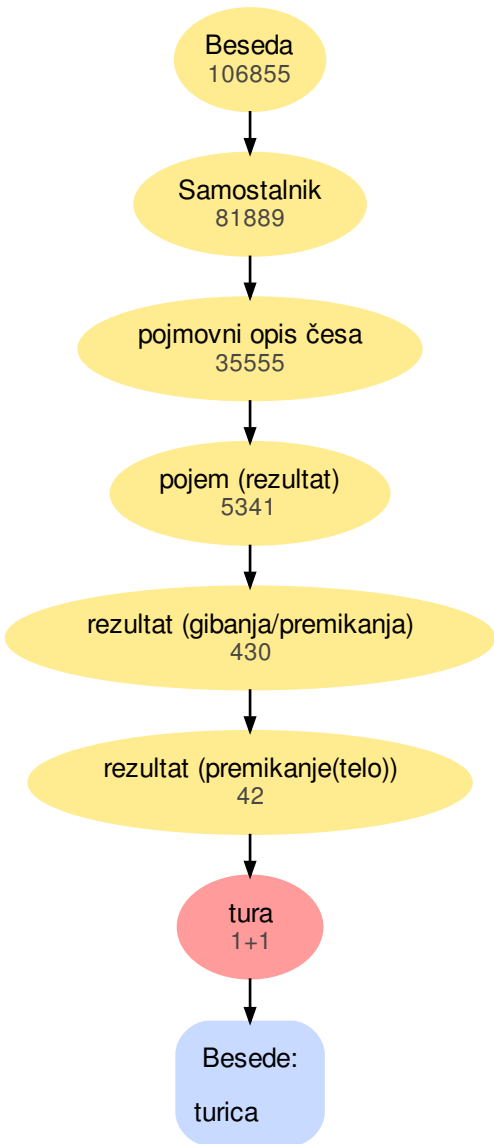 Beseda
106855
Samostalnik
81889
pojmovni opis česa
35555
pojem (rezultat)
5341
rezultat (gibanja/premikanja)
430
rezultat (premikanje(telo))
42
tura
1+1
Besede:
turica